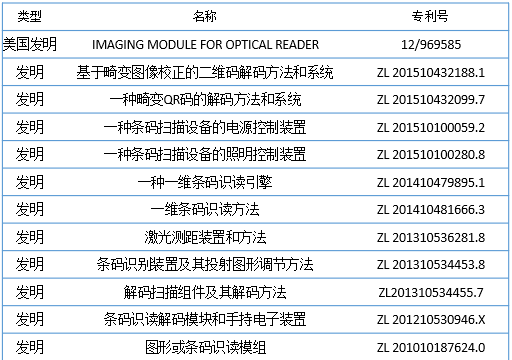 类型 名称 专利号
美国发明 IMAGING MODULE FOR OPTICAL READER 12/969585
发明 基于畸变图像校正的二维码解码方法和系统 ZL 201510432188.1
发明 一种畸变QR码的解码方法和系统 ZL 201510432099.7
发明 一种条码扫描设备的电源控制装置 ZL 201510100059.2
发明 一种条码扫描设备的照明控制装置 ZL 201510100280.8
发明 一种一维条码识读引擎 ZL 201410479895.1
发明 一维条码识读方法 ZL 201410481666.3
发明 激光测距装置和方法 ZL 201310536281.8
发明 条码识别装置及其投射图形调节方法 ZL 201310534453.8
发明 解码扫描组件及其解码方法 ZL201310534455.7
发明 条码识读解码模块和手持电子装置 ZL 201210530946.X
发明 图形或条码识读模组 ZL 201010187624.0